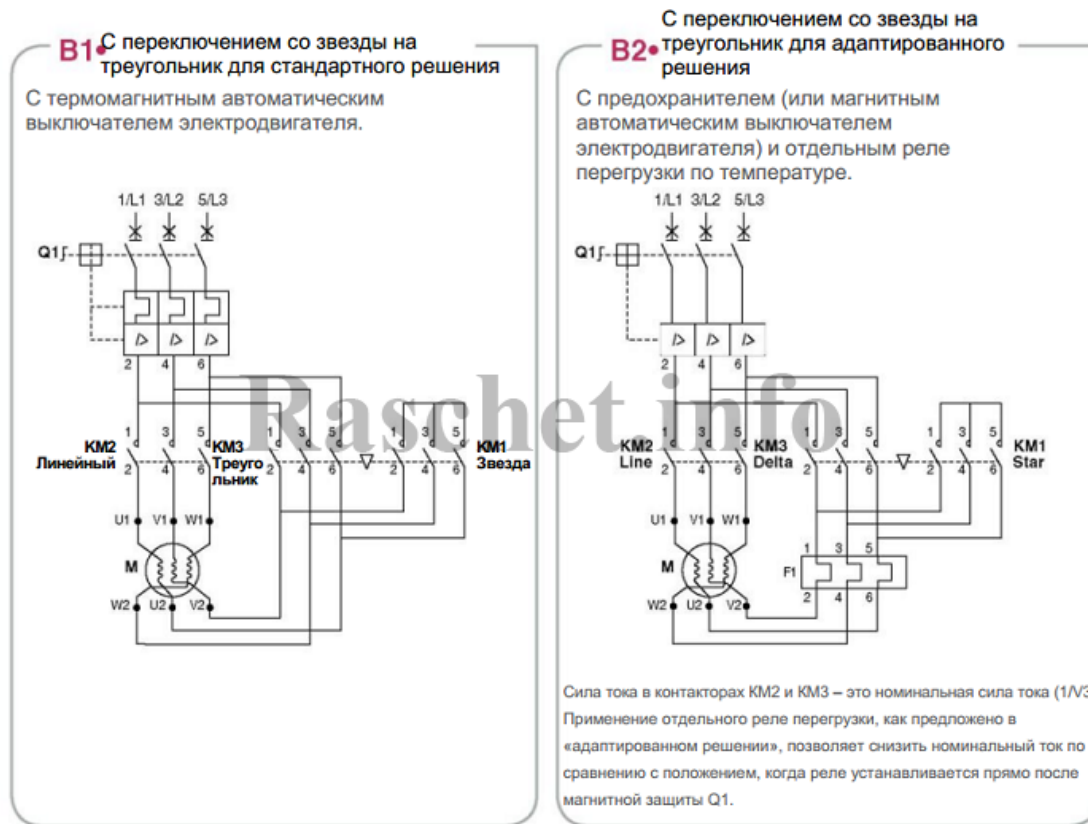 B1• С переключением со звезды на
треугольник для стандартного решения
С термомагнитным автоматическим
выключателем электродвигателя.
1/L1 3/L2 5/L3
Q1
I> I> I>
2 4 6
1 3 5 1 3 5 1 3 5
KM2
Линейный
KM3
Треуго
льник
KM1
Звезда
2 4 6 2 4 6 2 4 6
U1 V1 W1
M
W2 U2 V2
B2• С переключением со звезды на
треугольник для адаптированного
решения
С предохранителем (или магнитным
автоматическим выключателем
электродвигателя) и отдельным реле
перегрузки по температуре.
1/L1 3/L2 5/L3
Q1
I> I> I>
2 4 6
1 3 5 1 3 5 1 3 5
KM2
Line
KM3
Delta
KM1
Star
2 4 6 2 4 6 2 4 6
U1 V1 W1
1 3 5
M
F1
2 4 6
W2 U2 V2
Сила тока в контакторах КМ2 и КМ3 – это номинальная сила тока (1/√3
Применение отдельного реле перегрузки, как предложено в
«адаптированном решении», позволяет снизить номинальный ток по
сравнению с положением, когда реле устанавливается прямо после
магнитной защиты Q1.
Raschet.info